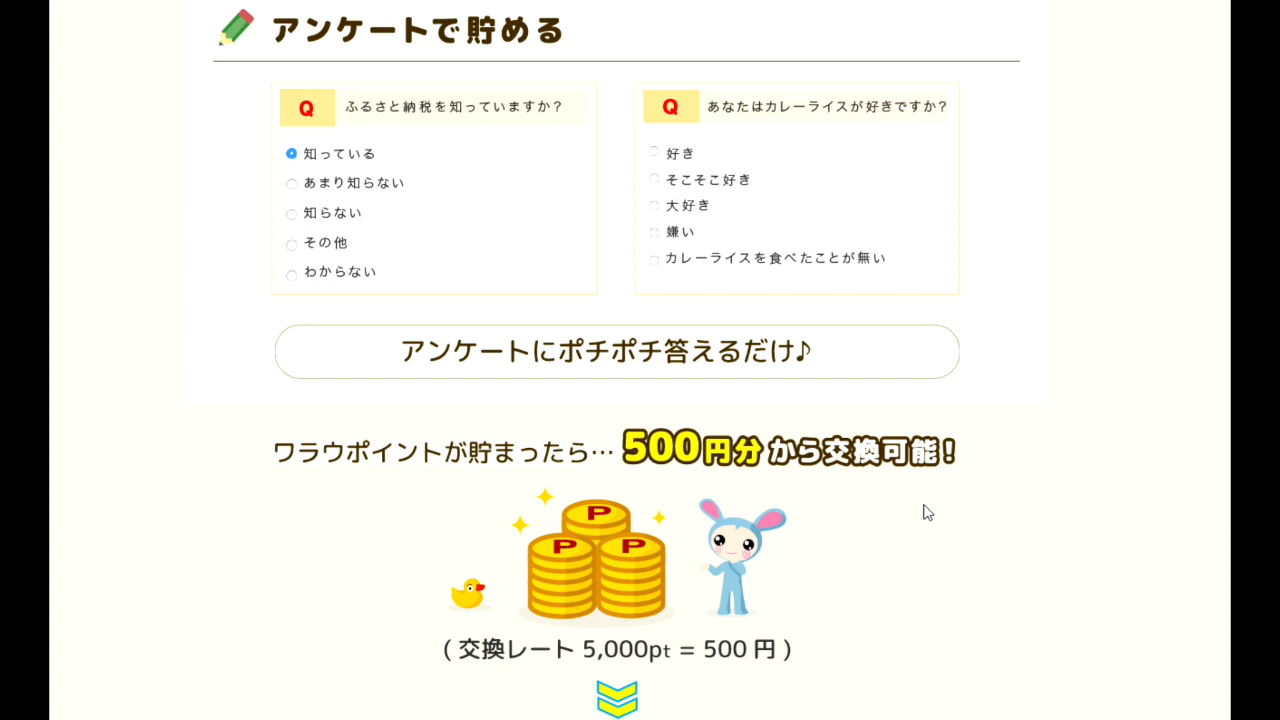 アンケートで貯める
Q ふるさと納税を知っていますか?
知っている
あまり知らない
知らない
その他
わからない
Q あなたはカレーライスが好きですか?
好き
そこそこ好き
大好き
嫌い
カレーライスを食べたことが無い
アンケートにポチポチ答えるだけ♪
ワラウポイントが貯まったら… 500円分から交換可能!
P
P P
( 交換レート 5,000pt = 500 円 )